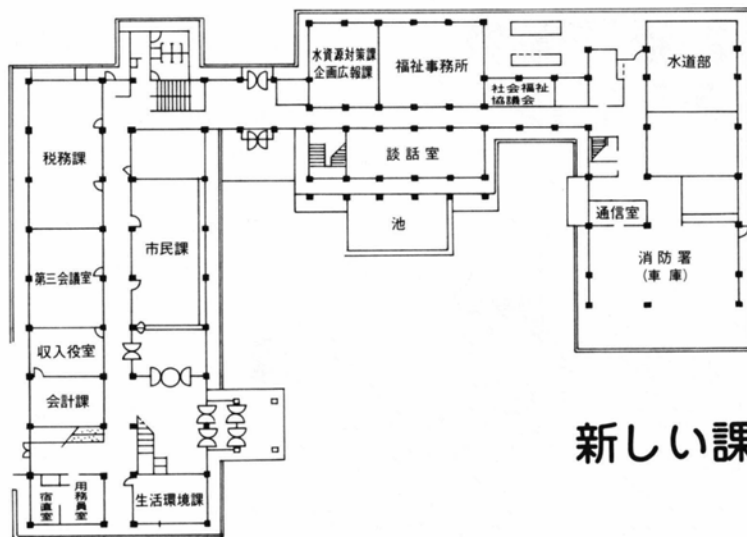 水資源対策課
企画広報課
福祉事務所
社会福祉
協議会
水道部
税務課
談話室
通信室
池
市民課
消防署
(車庫)
第三会議室
収入役室
会計課
新しい課
生活環境課
宿直室
用務員室